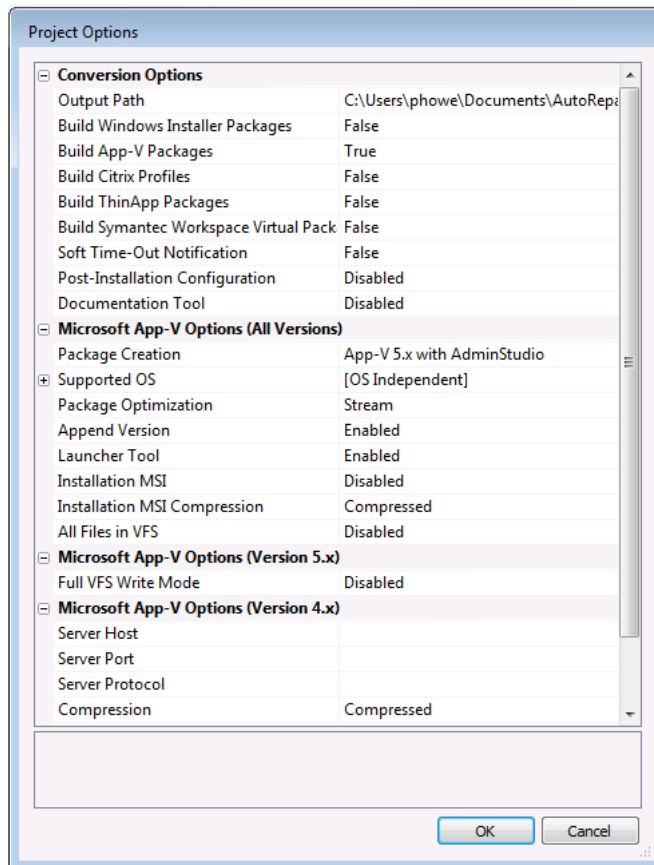 Project Options
Conversion Options
Output Path C:\Users\phowe\Documents\AutoRepa
Build Windows Installer Packages False
Build App-V Packages True
Build Citrix Profiles False
Build ThinApp Packages False
Build Symantec Workspace Virtual Pack False
Soft Time-Out Notification False
Post-Installation Configuration Disabled
Documentation Tool Disabled
Microsoft App-V Options (All Versions)
Package Creation App-V 5.x with AdminStudio
Supported OS [OS Independent]
Package Optimization Stream
Append Version Enabled
Launcher Tool Enabled
Installation MSI Disabled
Installation MSI Compression Compressed
All Files in VFS Disabled
Microsoft App-V Options (Version 5.x)
Full VFS Write Mode Disabled
Microsoft App-V Options (Version 4.x)
Server Host
Server Port
Server Protocol
Compression Compressed
OK Cancel